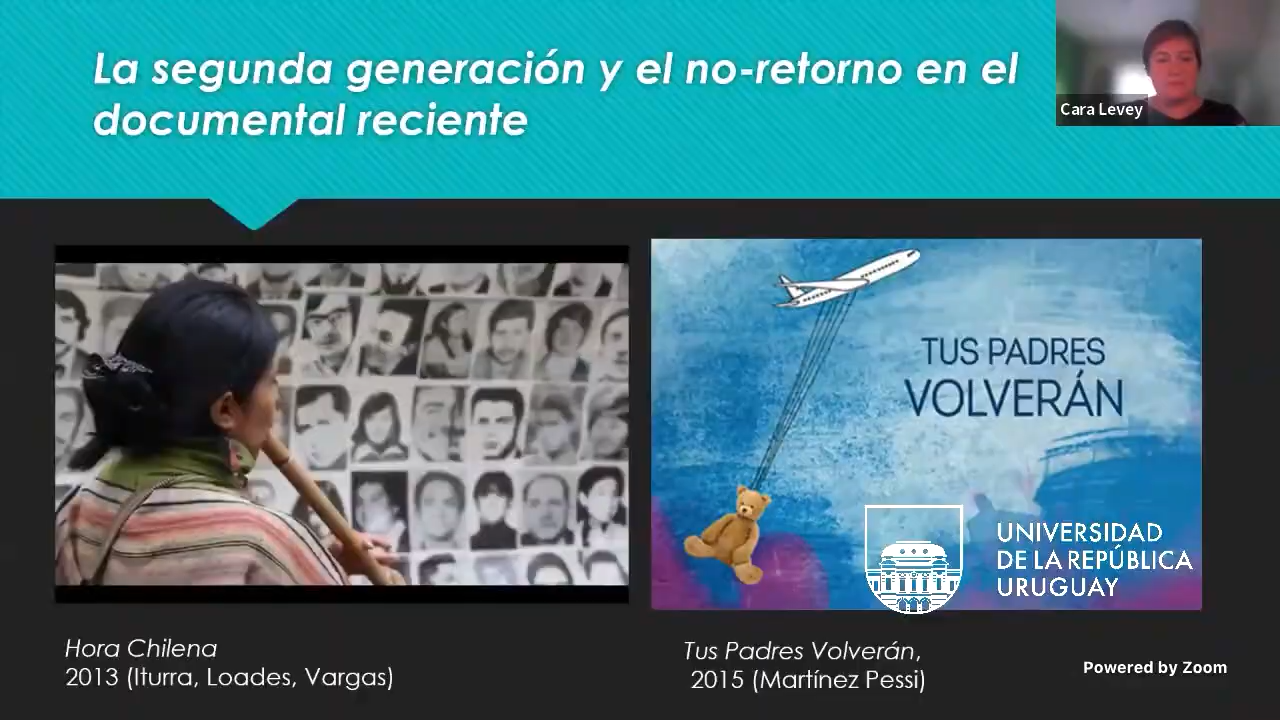 La segunda generación y el no-retorno en el
documental reciente
Cara Levey
TUS PADRES
VOLVERÁN
UNIVERSIDAD
DE LA REPÚBLICA
URUGUAY
Hora Chilena
2013 (Iturra, Loades, Vargas)
Tus Padres Volverán,
2015 (Martínez Pessi)
Powered by Zoom